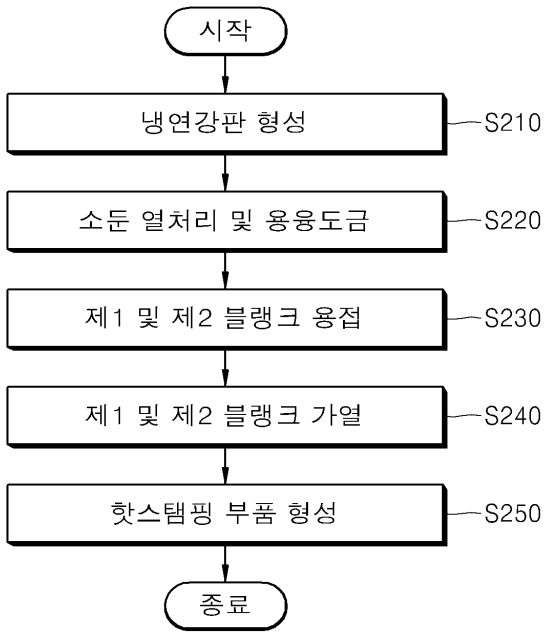 시작
냉연강판 형성
S210
소둔 열처리 및 용융도금
S220
제1 및 제2 블랭크 용접
S230
제1 및 제2 블랭크 가열
S240
핫스탬핑 부품 형성
S250
종료